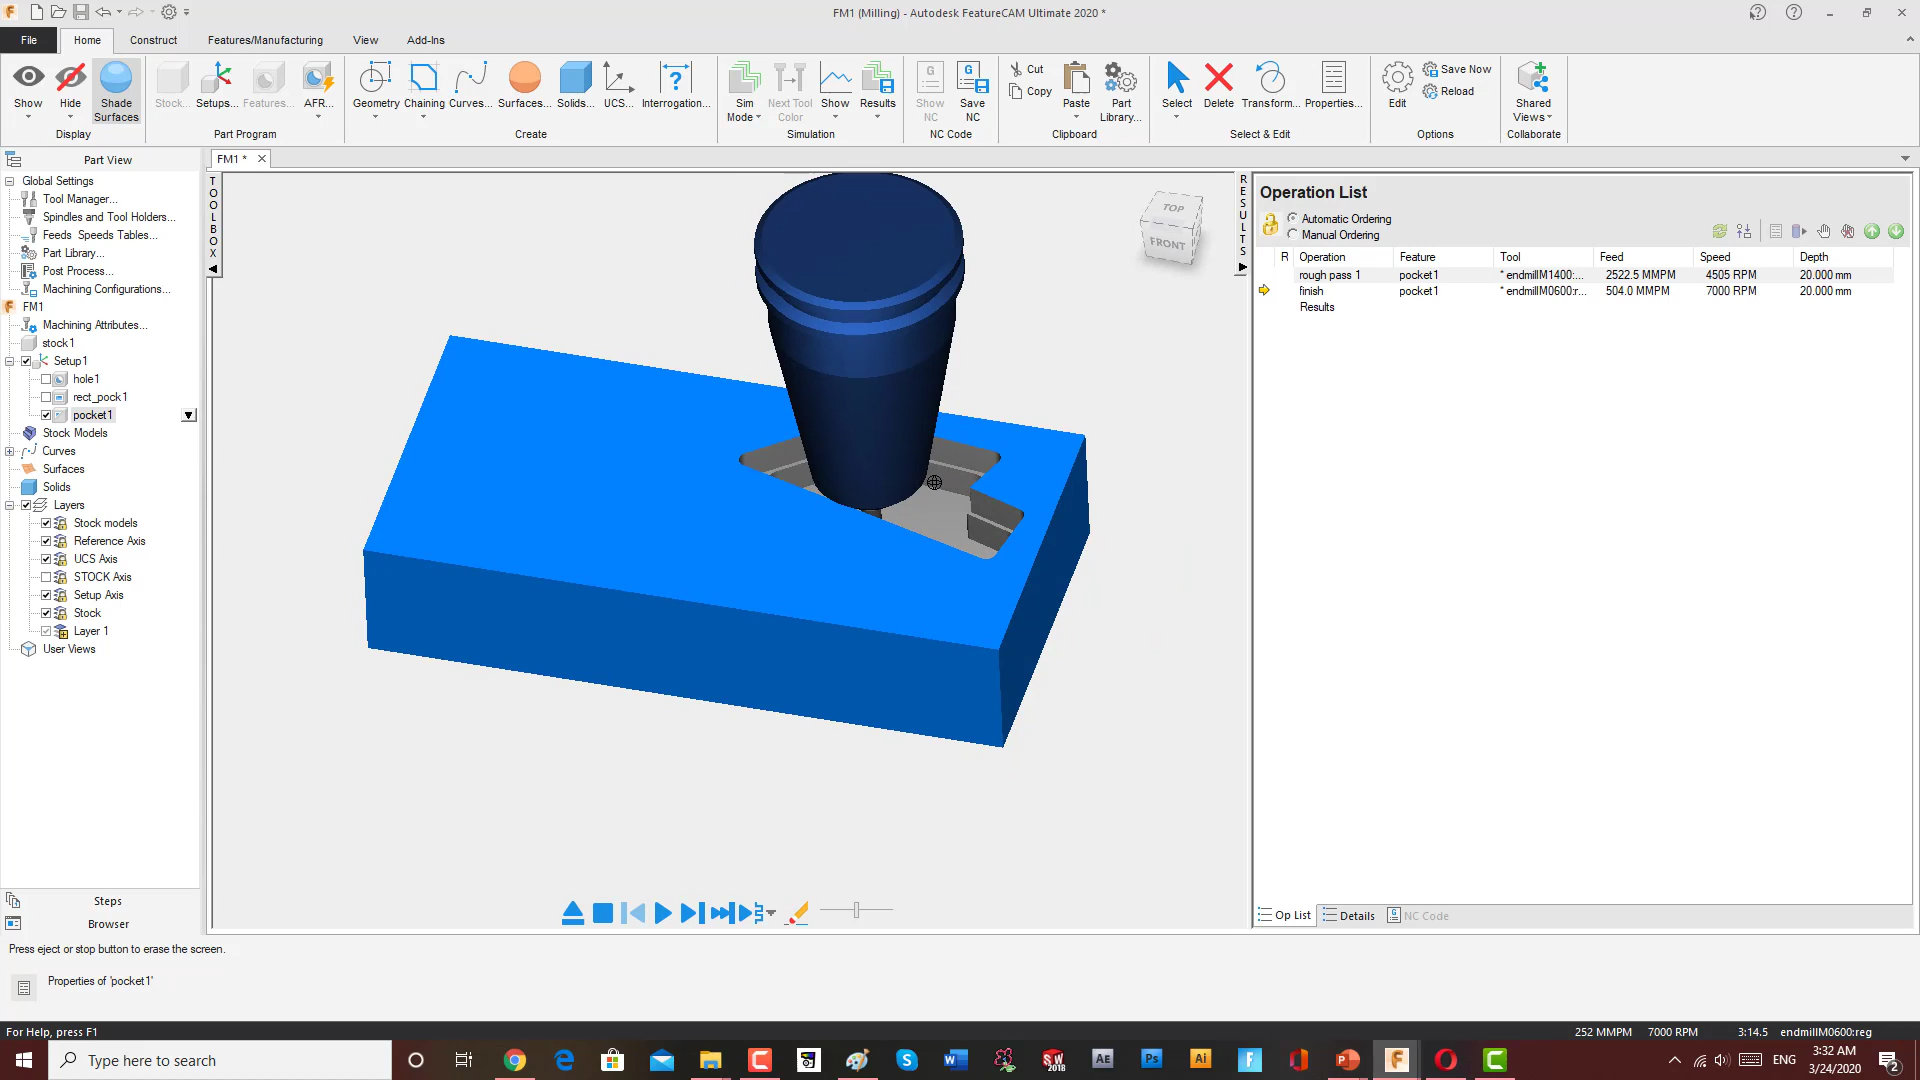 FM1 (Milling) - Autodesk FeatureCAM Ultimate 2020 *
File
Home
Construct
Features/Manufacturing
View
Add-Ins
Show
Hide
Shade Surfaces
Stock...
Setups...
Features...
AFR...
Geometry
Chaining
Curves...
Surfaces...
Solids...
UCS...
Interrogation...
Sim Mode
Next Tool Color
Show
Results
Show NC
Save NC
Cut
Copy
Paste
Part Library...
Select
Delete
Transform...
Properties...
Edit
Save Now
Reload
Shared Views
Display
Part Program
Create
Simulation
NC Code
Clipboard
Select & Edit
Options
Collaborate
Part View
FM1 *
Global Settings
Tool Manager...
Spindles and Tool Holders...
Feeds Speeds Tables...
Part Library...
Post Process...
Machining Configurations...
FM1
Machining Attributes...
stock1
Setup1
hole1
rect_pock1
pocket1
Stock Models
Curves
Surfaces
Solids
Layers
Stock models
Reference Axis
UCS Axis
STOCK Axis
Setup Axis
Stock
Layer 1
User Views
Steps
Browser
TOOLBOX
TOP
FRONT
RESULTS
Operation List
Automatic Ordering
Manual Ordering
R Operation Feature Tool Feed Speed Depth
rough pass 1 pocket1 * endmillM1400:... 2522.5 MMPM 4505 RPM 20.000 mm
finish pocket1 * endmillM0600:r... 504.0 MMPM 7000 RPM 20.000 mm
Results
Op List
Details
NC Code
Press eject or stop button to erase the screen.
Properties of 'pocket1'
For Help, press F1
252 MMPM 7000 RPM 3:14.5 endmillM0600:reg
Type here to search
SW 2018
Ae
Ps
Ai
ENG
3:32 AM
3/24/2020
2